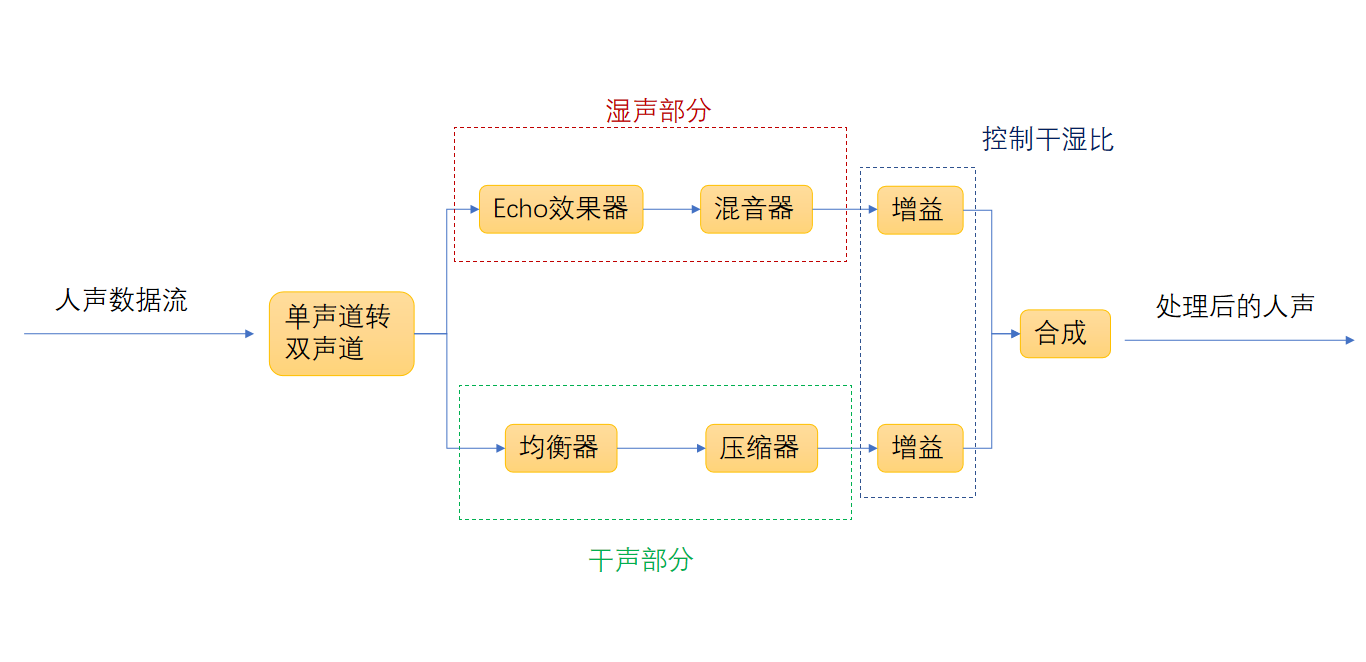 湿声部分
控制干湿比
Echo效果器
混音器
增益
人声数据流
单声道转
双声道
合成
处理后的人声
均衡器
压缩器
增益
干声部分